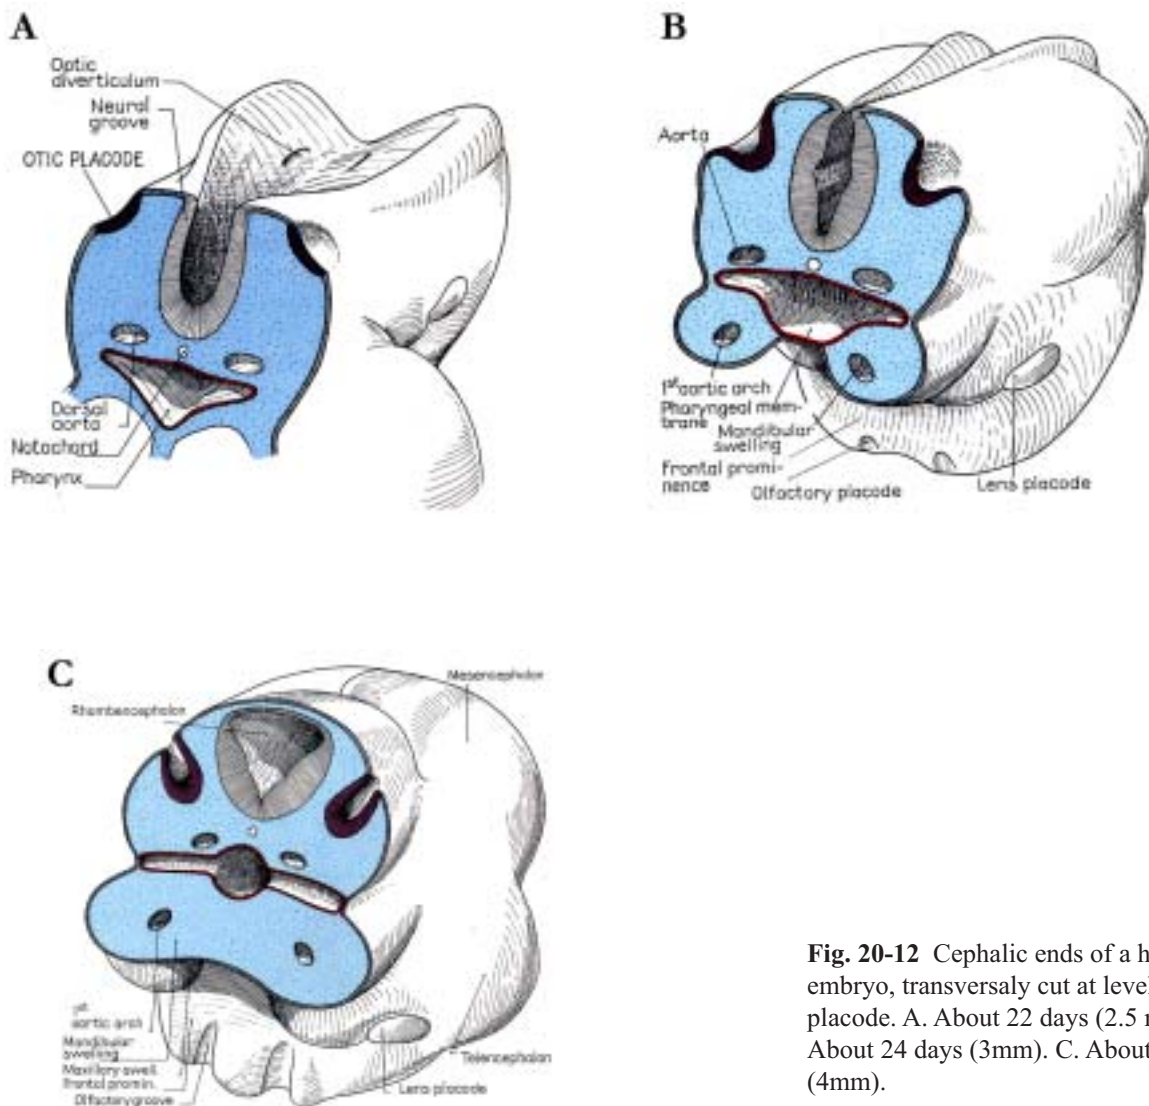 A
Optic
diverticulum
Neural
groove
OTIC PLACODE
Dorsal
aorta
Notochord
Pharynx
B
Aorta
1st aortic arch
Pharyngeal mem-
brane
Mandibular
swelling
Frontal promi-
nence
Olfactory placode
Lens placode
C
Mesencephalon
Rhombencephalon
1st
aortic arch
Mandibular
swelling
Maxillary swell.
Frontal promin.
Olfactory groove
Lens placode
Telencephalon
Fig. 20-12 Cephalic ends of a h
embryo, transversaly cut at level
placode. A. About 22 days (2.5 r
About 24 days (3mm). C. About
(4mm).